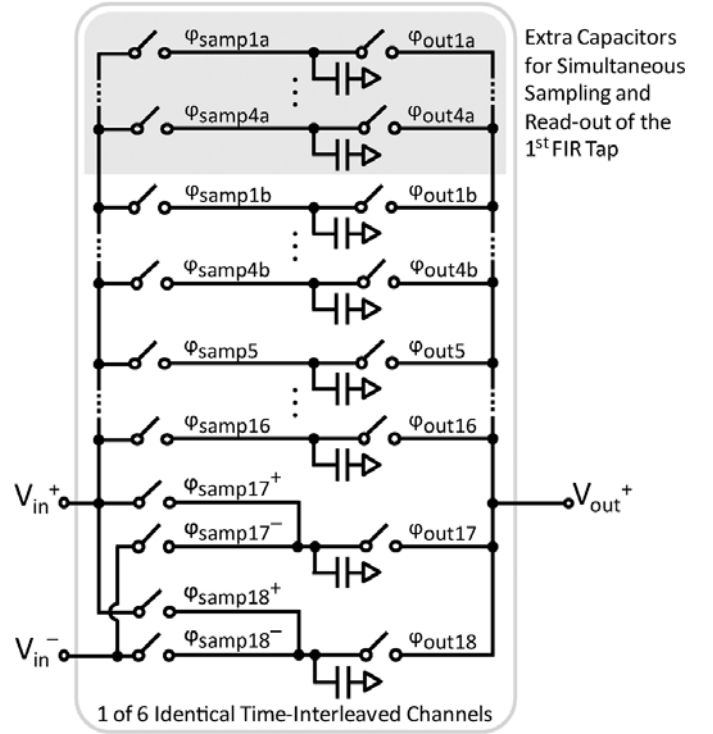 φsamp1a φout1a
Extra Capacitors
for Simultaneous
Sampling and
Read-out of the
1st FIR Tap
φsamp4a φout4a
φsamp1b φout1b
φsamp4b φout4b
φsamp5 φout5
φsamp16 φout16
Vin+ φsamp17+ Vout+
φsamp17− φout17
φsamp18+
Vin− φsamp18− φout18
1 of 6 Identical Time-Interleaved Channels